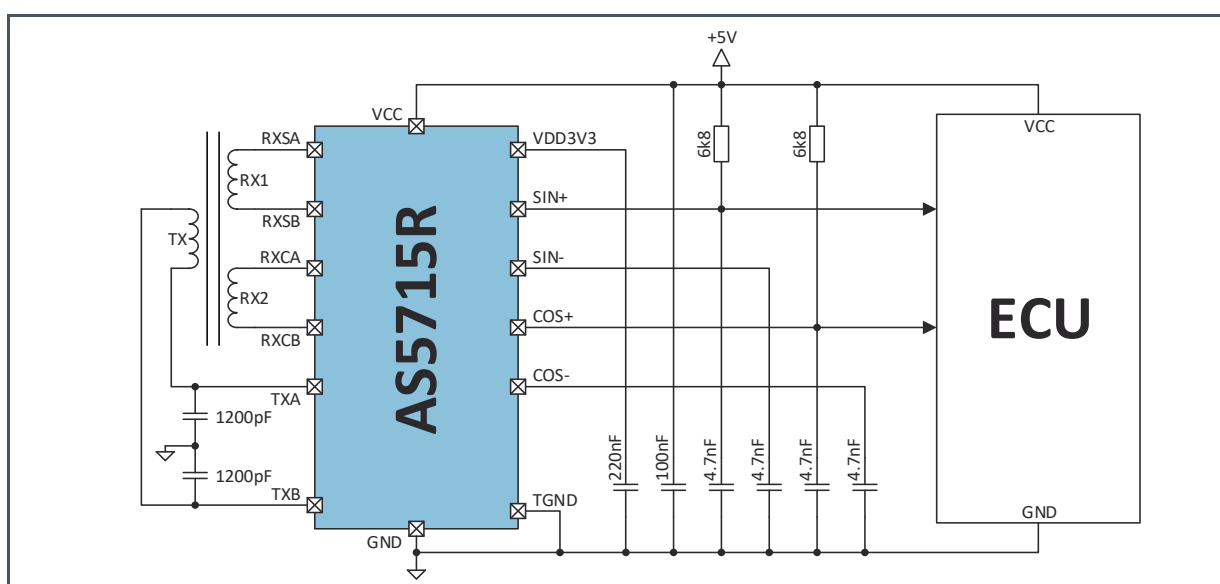 +5V
VCC
VCC
RXSA
VDD3V3
6k8
6k8
RX1
RXSB
SIN+
TX
RXCA
SIN-
RX2
RXCB
COS+
AS5715R
ECU
TXA
COS-
1200pF
1200pF
220nF
100nF
4.7nF
4.7nF
4.7nF
4.7nF
TXB
TGND
GND
GND